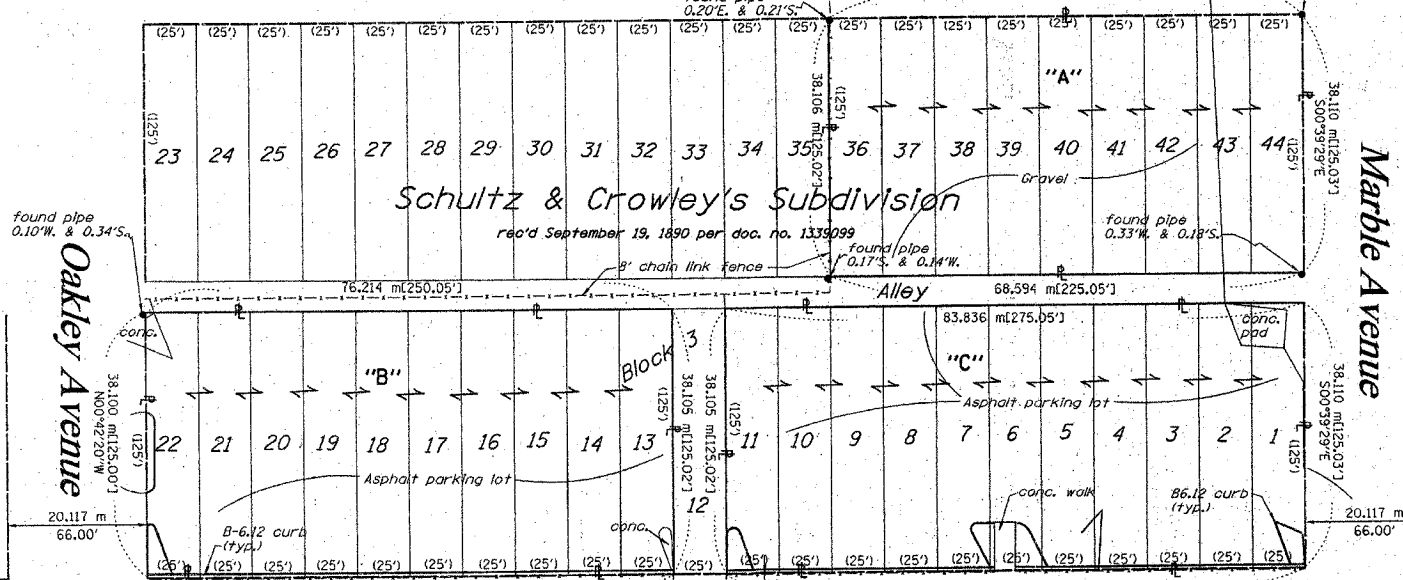 found pipe
0.20'E. & 0.21'S.
(25') (25') (25') (25') (25') (25') (25') (25') (25') (25') (25') (25') (25') (25') (25') (25') (25') (25') (25') (25') (25') (25')
"A"
(125')
38.106 m[125.02']
(125')
38.110 m[125.03']
S00°39'29"E
(125')
23 24 25 26 27 28 29 30 31 32 33 34 35 36 37 38 39 40 41 42 43 44
Gravel
Schultz & Crowley's Subdivision
rec'd September 19, 1890 per doc. no. 1339099
Marble Avenue
found pipe
0.10'W. & 0.34'S.
found pipe
0.33'W. & 0.18'S.
found pipe
0.17'S. & 0.14'W.
8' chain link fence
Oakley Avenue
76.214 m[250.05']
Alley
68.594 m[225.05']
83.836 m[275.05']
conc.
conc.
pad
Block 3
"B"
"C"
38.100 m[125.00']
N00°42'20"W
(125')
(125')
38.105 m[125.02']
38.105 m[125.02']
(125')
38.110 m[125.03']
S00°39'29"E
(125')
Asphalt parking lot
22 21 20 19 18 17 16 15 14 13 12 11 10 9 8 7 6 5 4 3 2 1
Asphalt parking lot
conc. walk
B6.12 curb
(typ.)
20.117 m
66.00'
B-6.12 curb
(typ.)
conc.
20.117 m
66.00'
(25') (25') (25') (25') (25') (25') (25') (25') (25') (25') (25') (25') (25') (25') (25') (25') (25') (25') (25') (25') (25') (25')